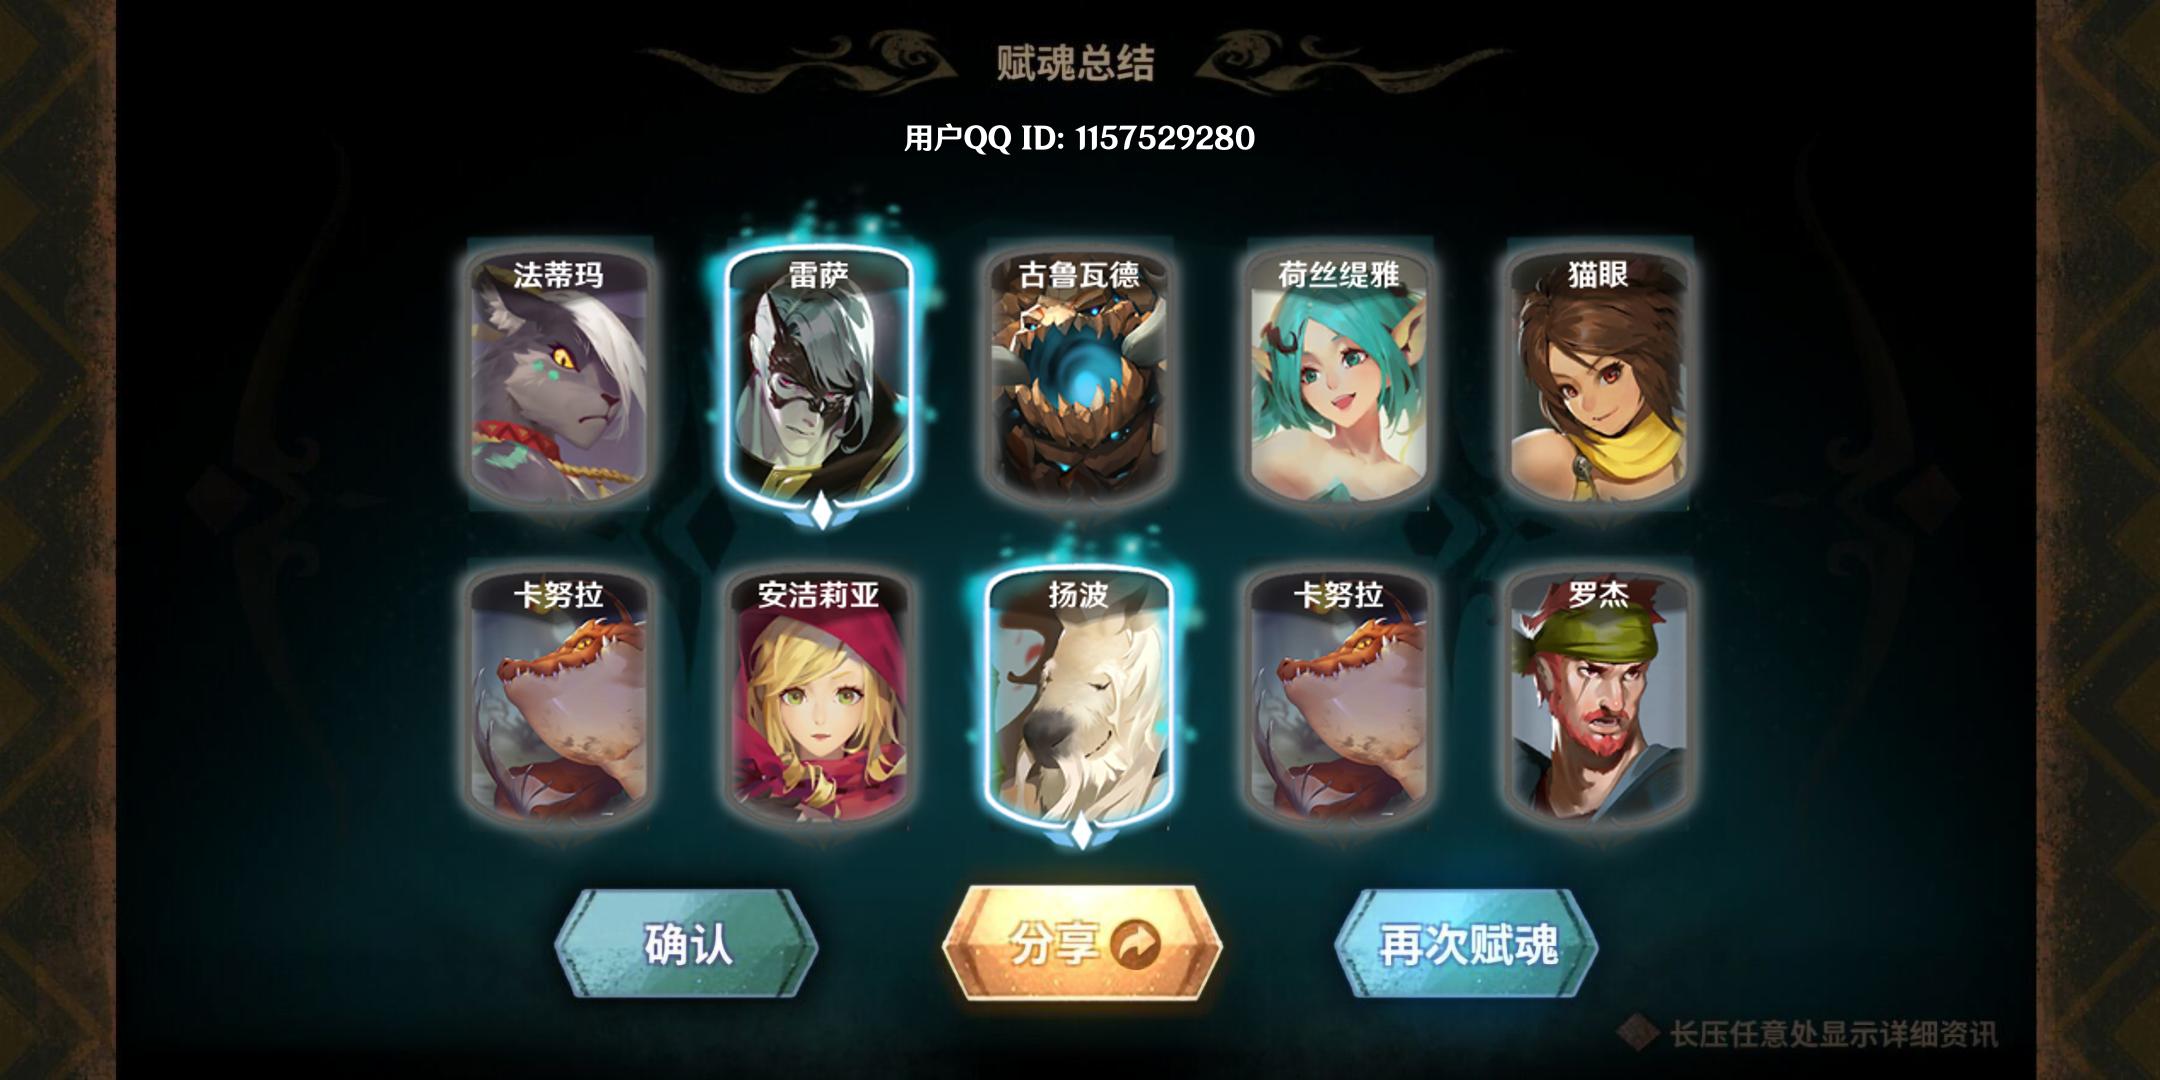 赋魂总结
用户QQ ID: 1157529280
法蒂玛
雷萨
古鲁瓦德
荷丝缇雅
猫眼
卡努拉
安洁莉亚
扬波
卡努拉
罗杰
确认
分享
再次赋魂
长压任意处显示详细资讯